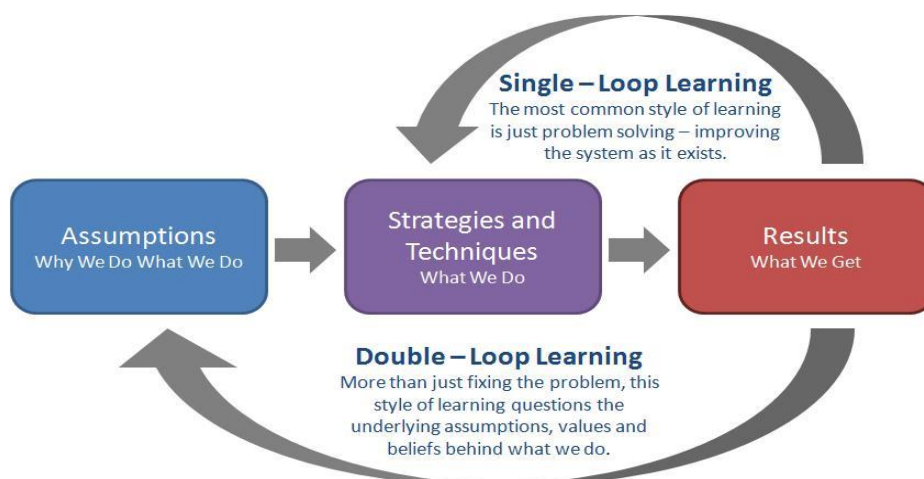 Single – Loop Learning
The most common style of learning
is just problem solving – improving
the system as it exists.
Assumptions
Why We Do What We Do
Strategies and
Techniques
What We Do
Results
What We Get
Double – Loop Learning
More than just fixing the problem, this
style of learning questions the
underlying assumptions, values and
beliefs behind what we do.